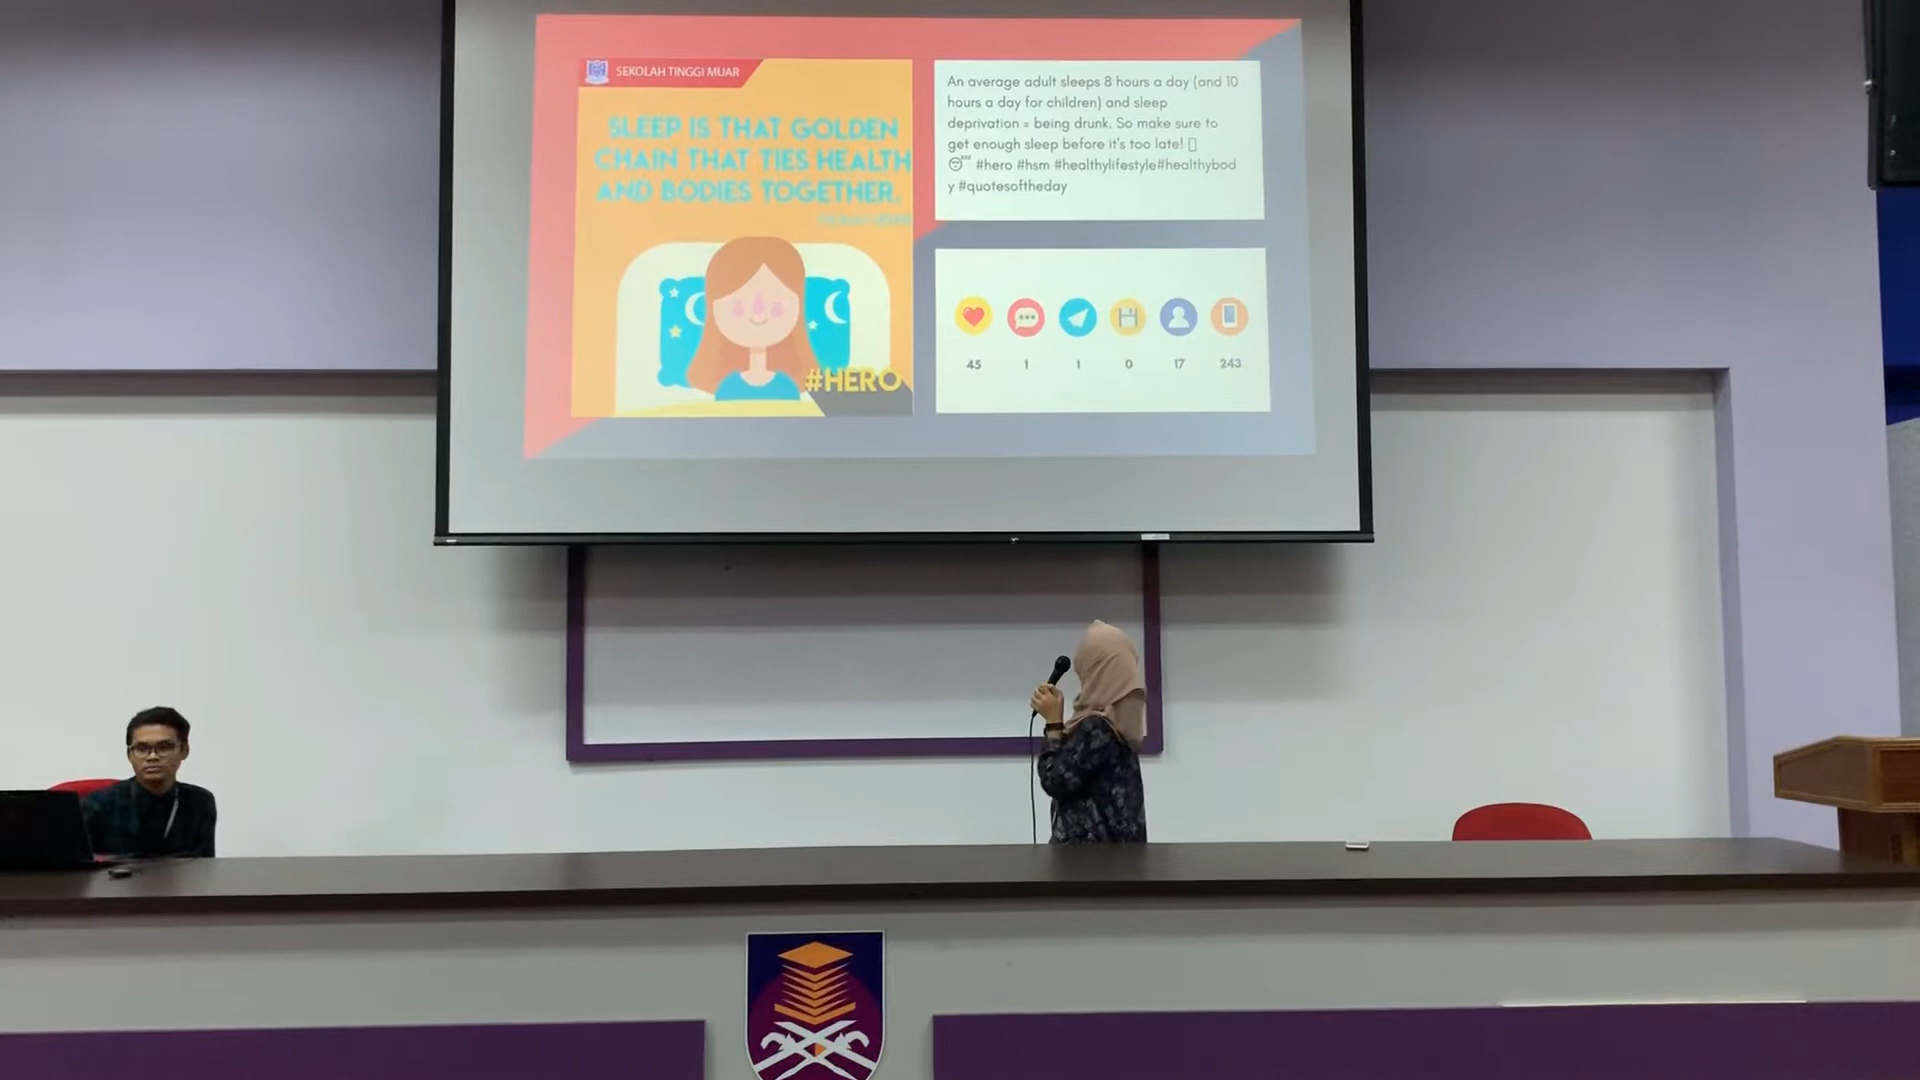 SEKOLAH TINGGI MUAR
SLEEP IS THAT GOLDEN
CHAIN THAT TIES HEALTH
AND BODIES TOGETHER.
#HERO
An average adult sleeps 8 hours a day (and 10
hours a day for children) and sleep
deprivation = being drunk. So make sure to
get enough sleep before it's too late! 
😴 #hero #hsm #healthylifestyle#healthybod
y #quotesoftheday
45 1 1 0 17 243